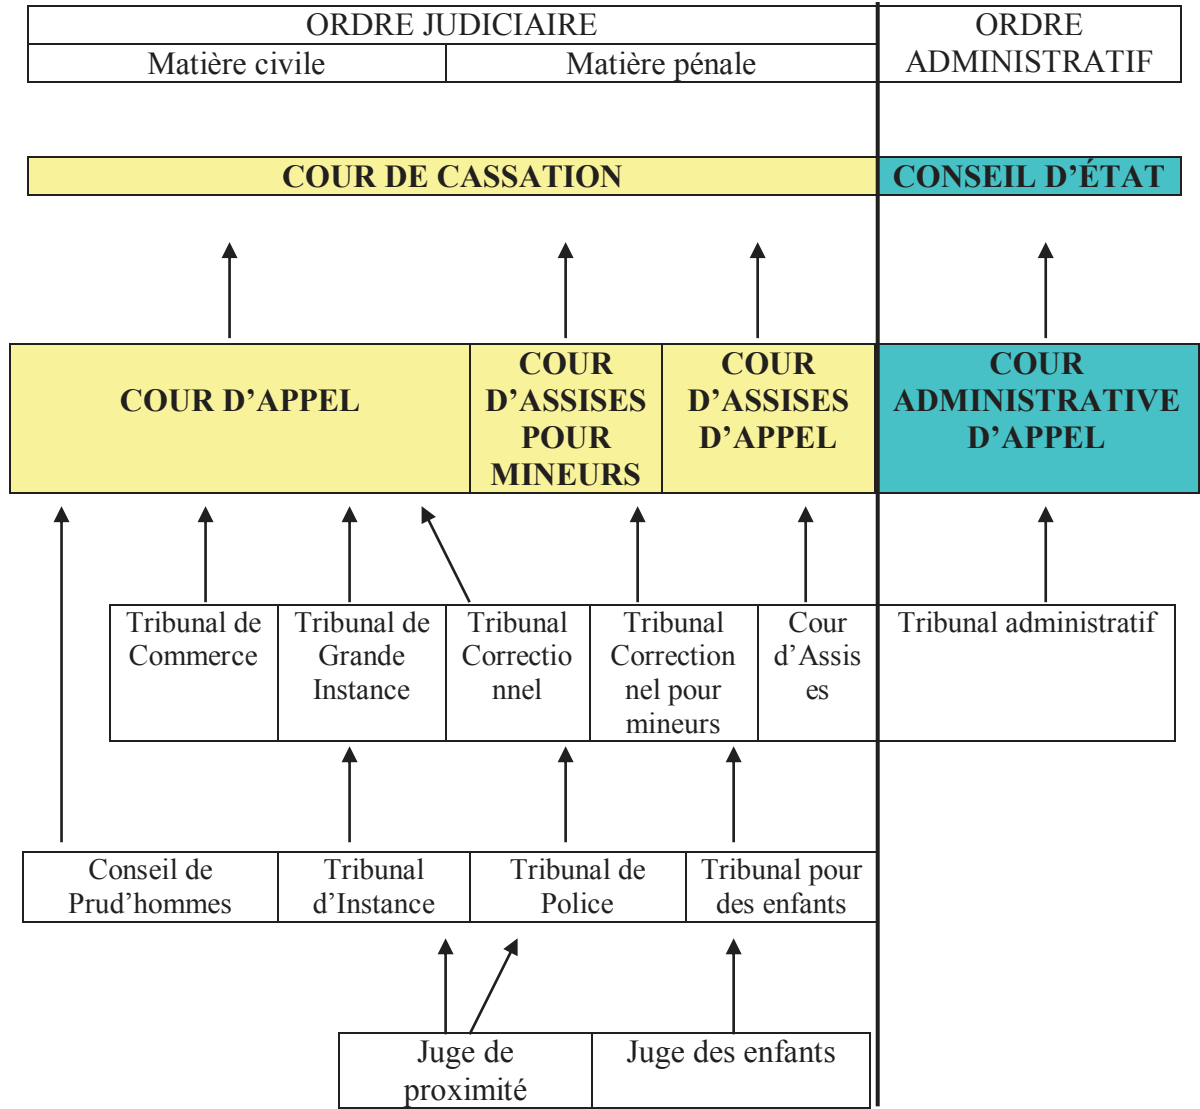 ORDRE JUDICIAIRE
Matière civile
Matière pénale
ORDRE
ADMINISTRATIF
COUR DE CASSATION
CONSEIL D’ÉTAT
COUR D’APPEL
COUR
D’ASSISES
POUR
MINEURS
COUR
D’ASSISES
D’APPEL
COUR
ADMINISTRATIVE
D’APPEL
Tribunal de
Commerce
Tribunal de
Grande
Instance
Tribunal
Correctio
nnel
Tribunal
Correction
nel pour
mineurs
Cour
d’Assis
es
Tribunal administratif
Conseil de
Prud’hommes
Tribunal
d’Instance
Tribunal de
Police
Tribunal pour
des enfants
Juge de
proximité
Juge des enfants